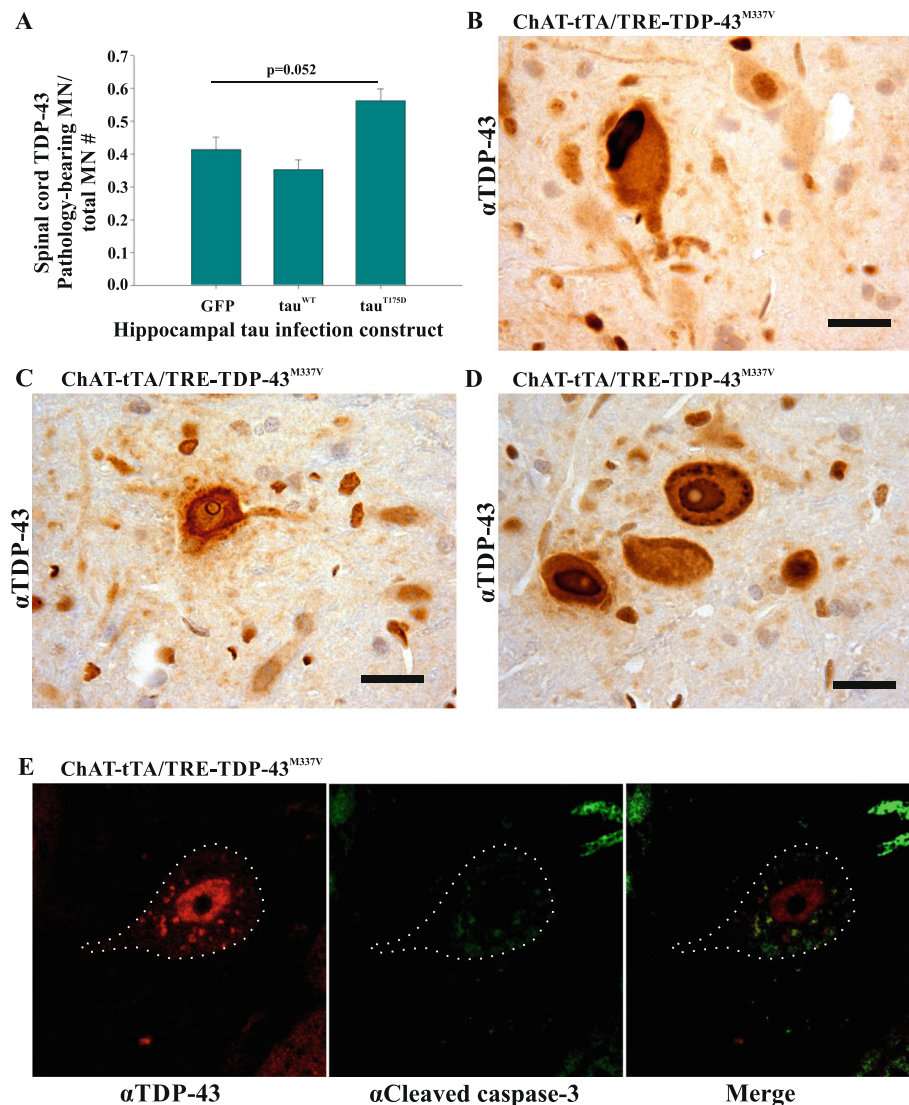 A
Spinal cord TDP-43
Pathology-bearing MN/
total MN #
0.7
0.6
0.5
0.4
0.3
0.2
0.1
0.0
p=0.052
GFP
tauWT
tauT175D
Hippocampal tau infection construct
B ChAT-tTA/TRE-TDP-43M337V
αTDP-43
C ChAT-tTA/TRE-TDP-43M337V
αTDP-43
D ChAT-tTA/TRE-TDP-43M337V
αTDP-43
E ChAT-tTA/TRE-TDP-43M337V
αTDP-43
αCleaved caspase-3
Merge